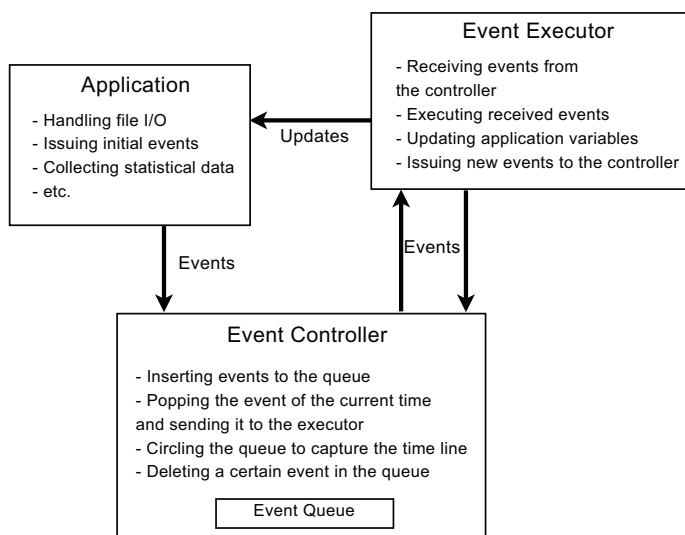 Event Executor
- Receiving events from
the controller
- Executing received events
- Updating application variables
- Issuing new events to the controller
Application
- Handling file I/O
- Issuing initial events
- Collecting statistical data
- etc.
Updates
Events
Events
Event Controller
- Inserting events to the queue
- Popping the event of the current time
and sending it to the executor
- Circling the queue to capture the time line
- Deleting a certain event in the queue
Event Queue